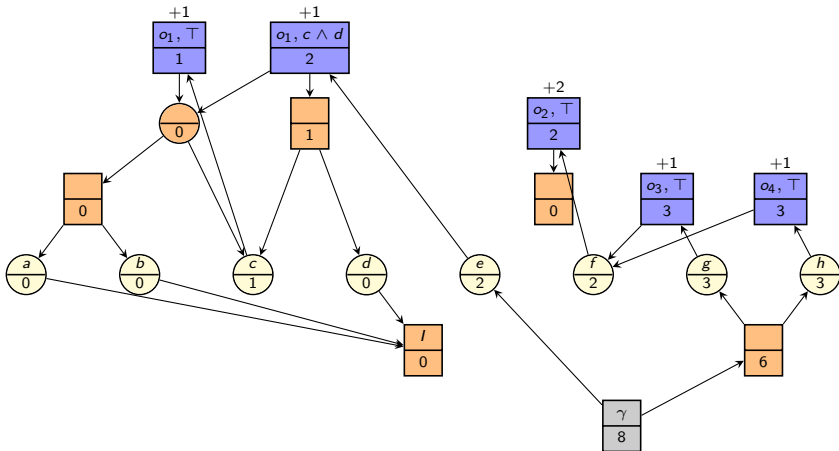 +1 +1
o₁, ⊤ o₁, c ∧ d
1 2
+2
o₂, ⊤
0 1 2
+1 +1
o₃, ⊤ o₄, ⊤
0 0 3 3
a b c d e f g h
0 0 1 0 2 2 3 3
I
0 6
γ
8